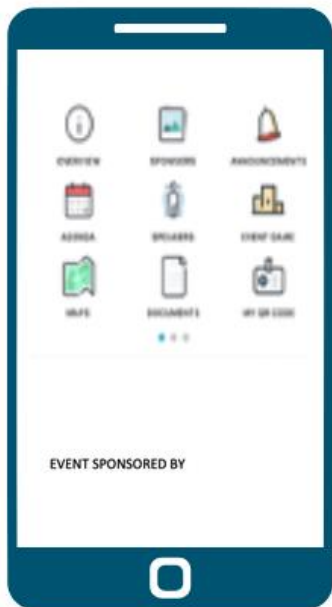 OVERVIEW SPONSORS ANNOUNCEMENTS
AGENDA SPEAKERS EVENT GAME
MAPS DOCUMENTS MY QR CODE
EVENT SPONSORED BY